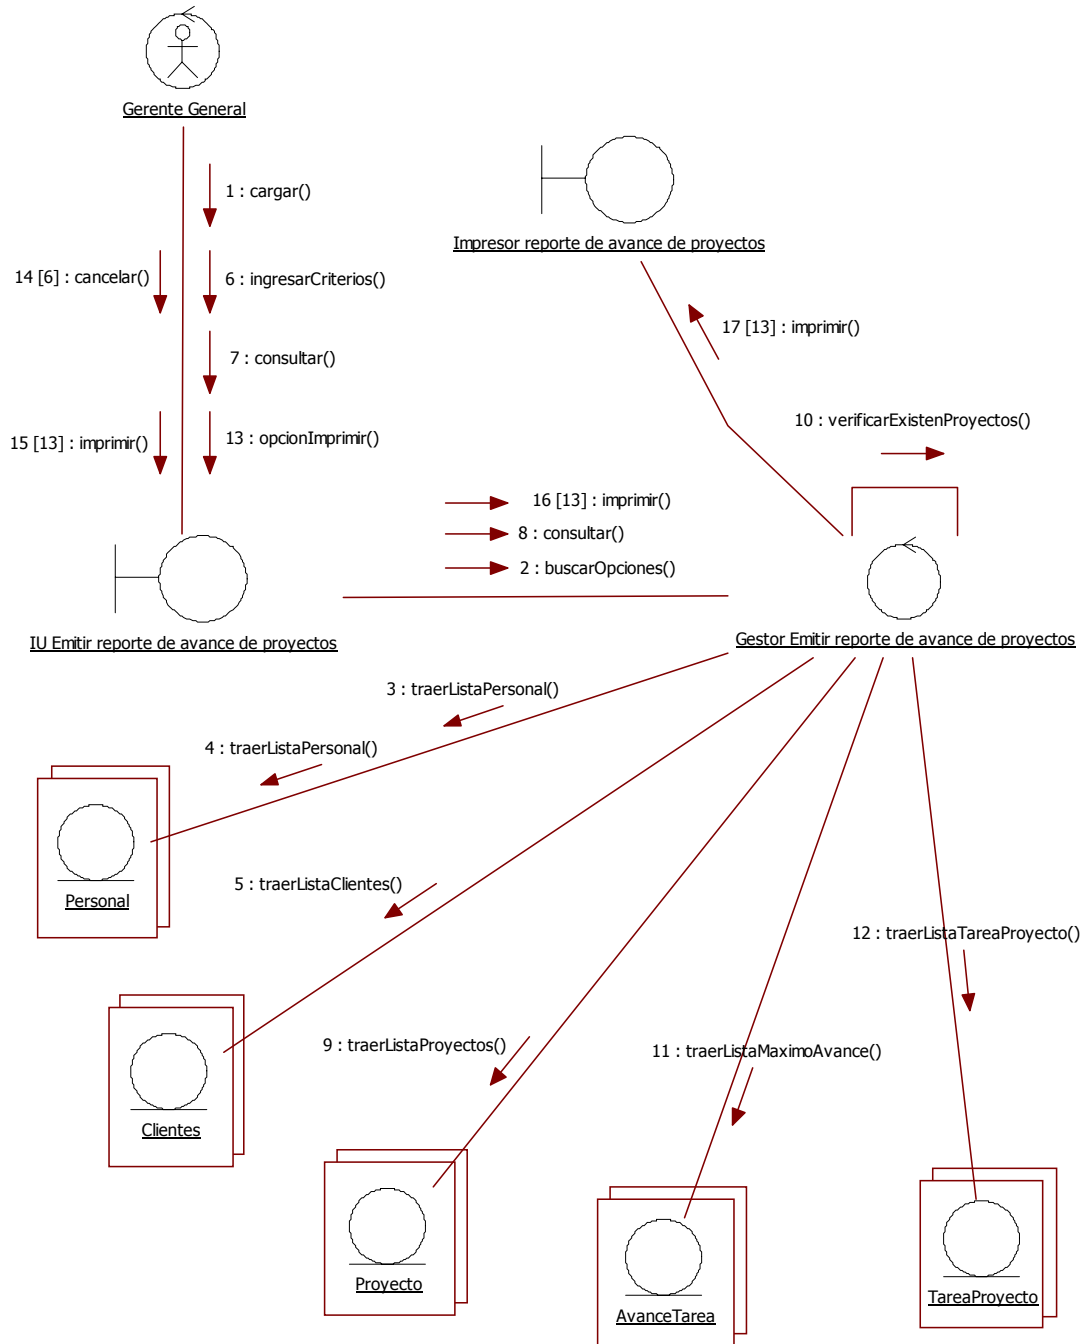 Gerente General
1 : cargar()
Impresor reporte de avance de proyectos
14 [6] : cancelar()
6 : ingresarCriterios()
17 [13] : imprimir()
7 : consultar()
10 : verificarExistenProyectos()
15 [13] : imprimir()
13 : opcionImprimir()
16 [13] : imprimir()
8 : consultar()
2 : buscarOpciones()
IU Emitir reporte de avance de proyectos
Gestor Emitir reporte de avance de proyectos
3 : traerListaPersonal()
4 : traerListaPersonal()
Personal
5 : traerListaClientes()
12 : traerListaTareaProyecto()
9 : traerListaProyectos()
11 : traerListaMaximoAvance()
Clientes
Proyecto
AvanceTarea
TareaProyecto